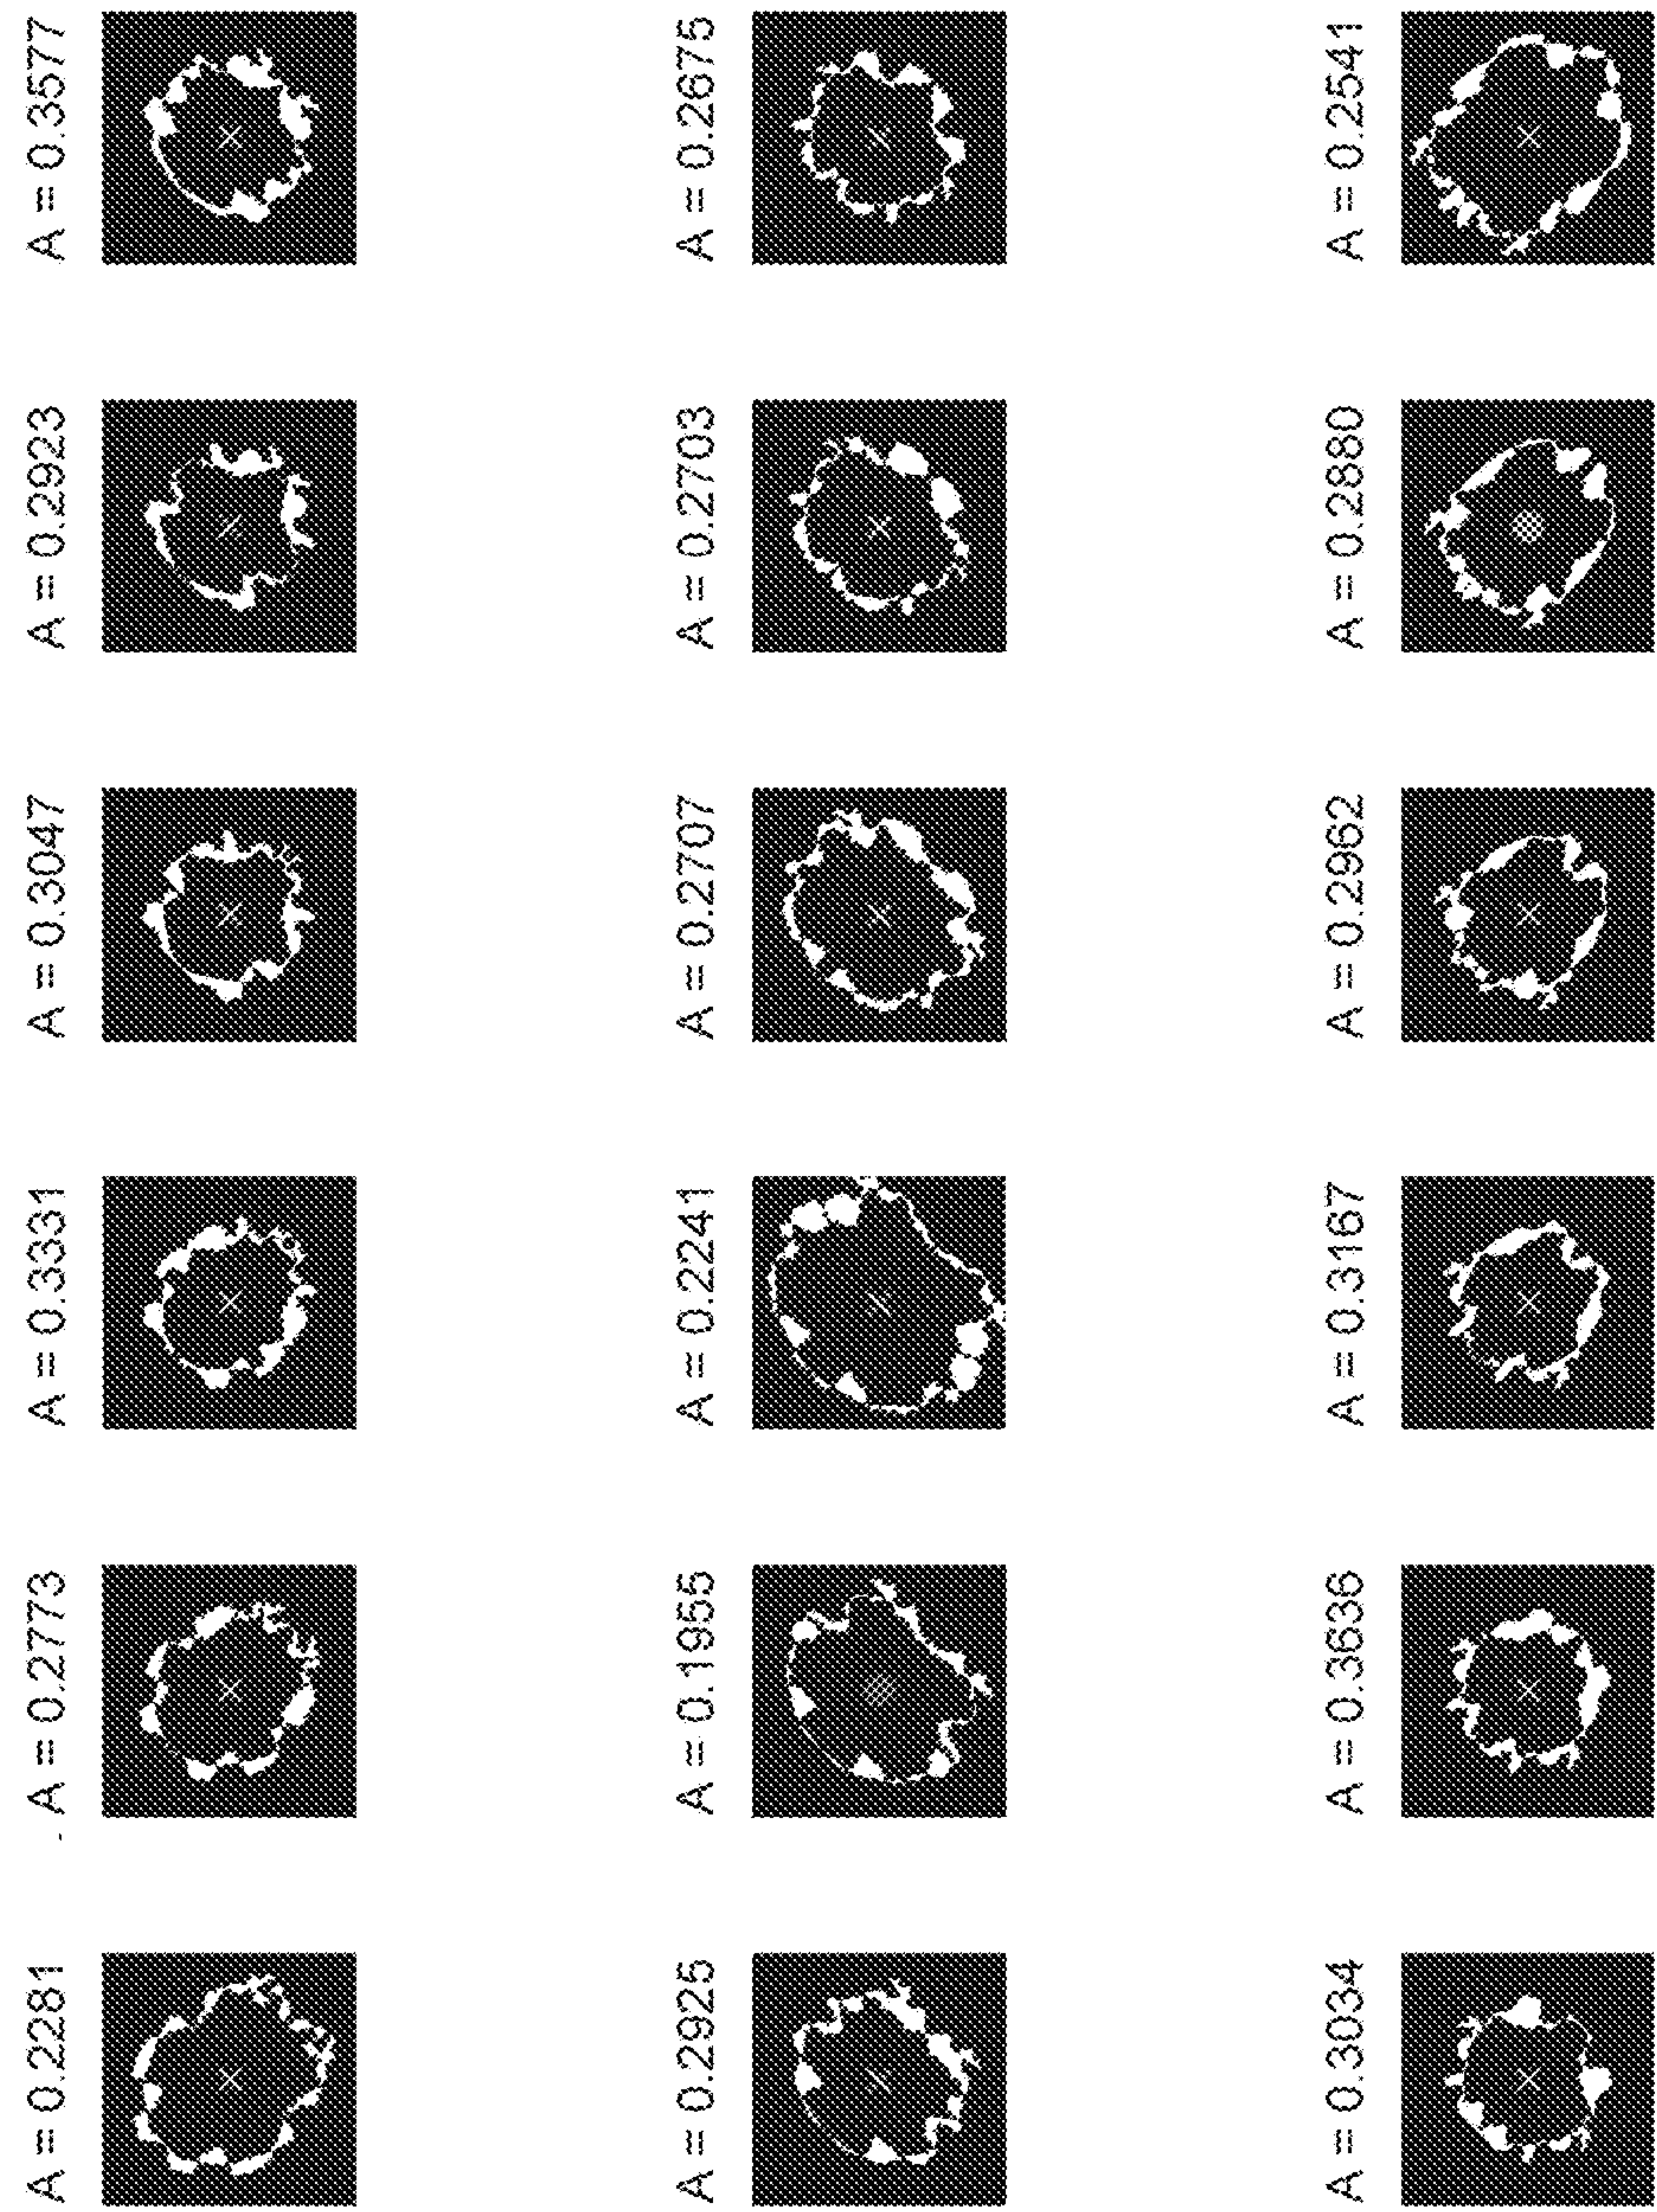 A = 0.2281
A = 0.2773
A = 0.3331
A = 0.3047
A = 0.2923
A = 0.3577
A = 0.2925
A = 0.1955
A = 0.2241
A = 0.2707
A = 0.2703
A = 0.2675
A = 0.3034
A = 0.3636
A = 0.3167
A = 0.2962
A = 0.2880
A = 0.2541